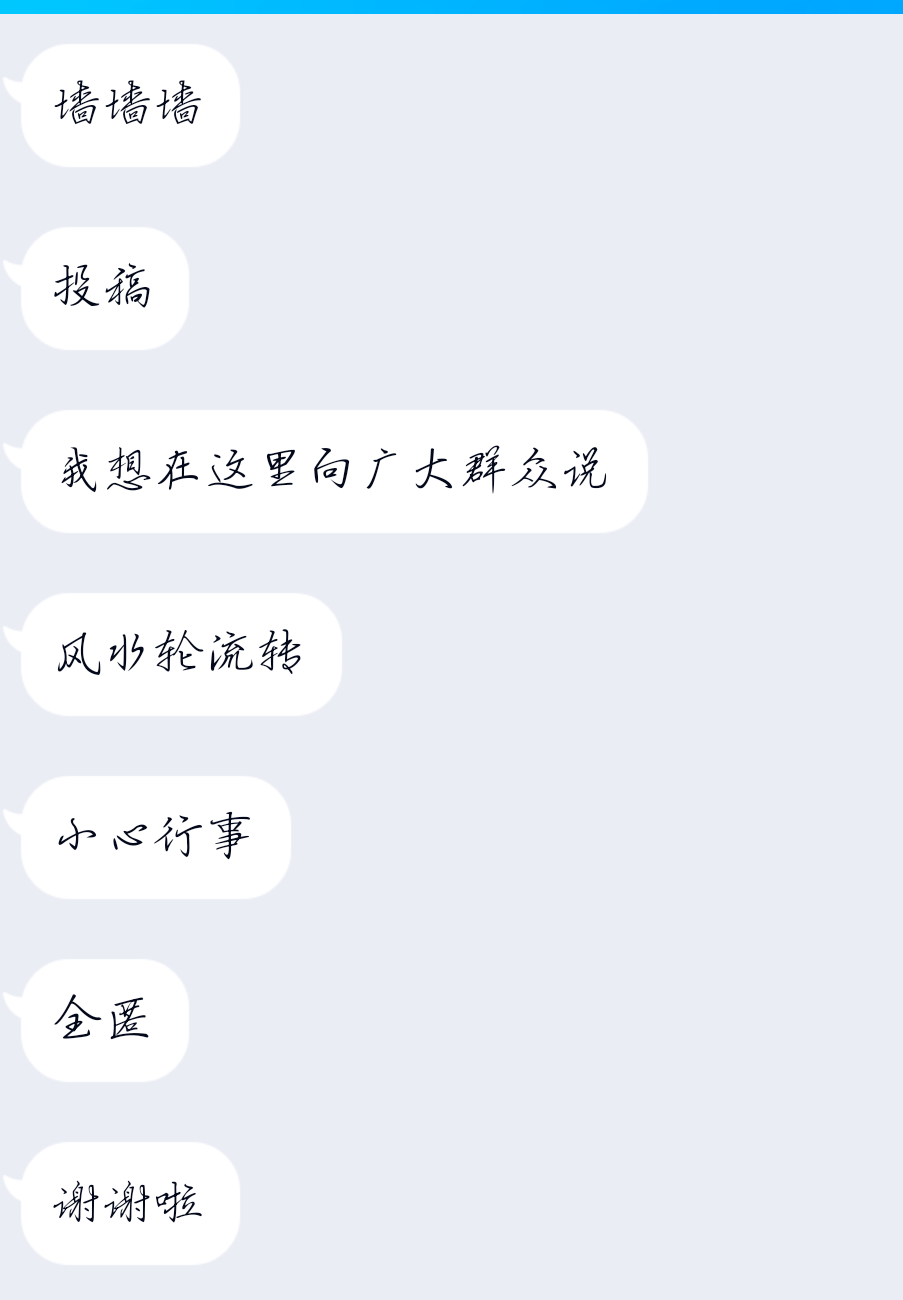 墙墙墙
投稿
我想在这里向广大群众说
风水轮流转
小心行事
全匿
谢谢啦